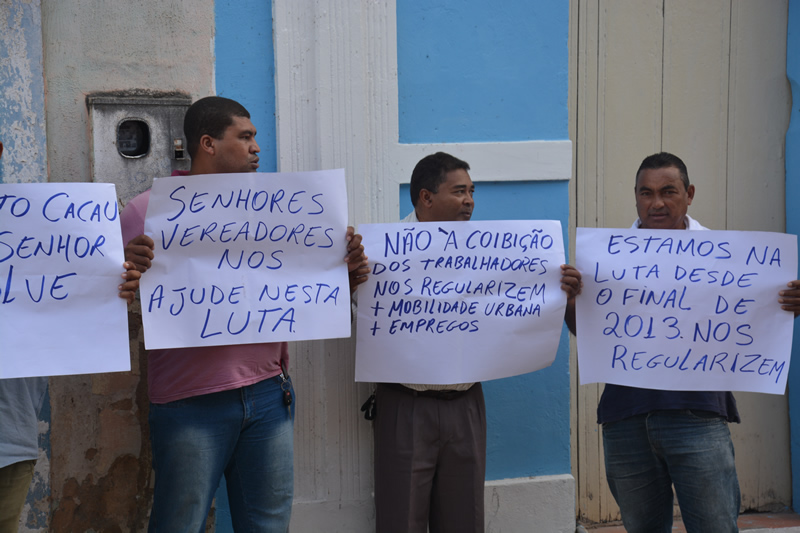 TO CACAU
SENHOR
LVE
SENHORES
VEREADORES
NOS
AJUDE NESTA
LUTA.
NÃO À COIBIÇÃO
DOS TRABALHADORES
NOS REGULARIZEM
+ MOBILIDADE URBANA
+ EMPREGOS
ESTAMOS NA
LUTA DESDE
O FINAL DE
2013. NOS
REGULARIZEM